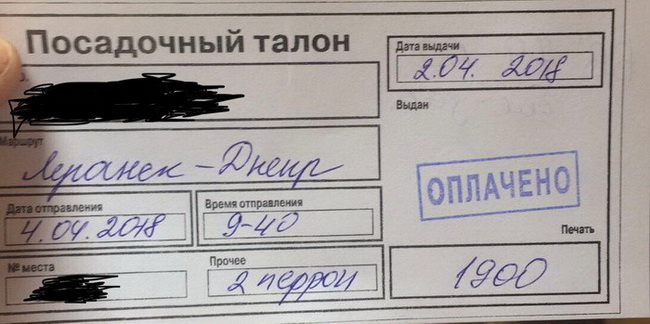 Посадочный талон
Дата выдачи
2.04. 2018
Выдан
Маршрут
Луганск - Днепр
ОПЛАЧЕНО
Дата отправления
Время отправления
4.04.2018
9-40
Печать
№ места
Прочее
2 перрон
1900